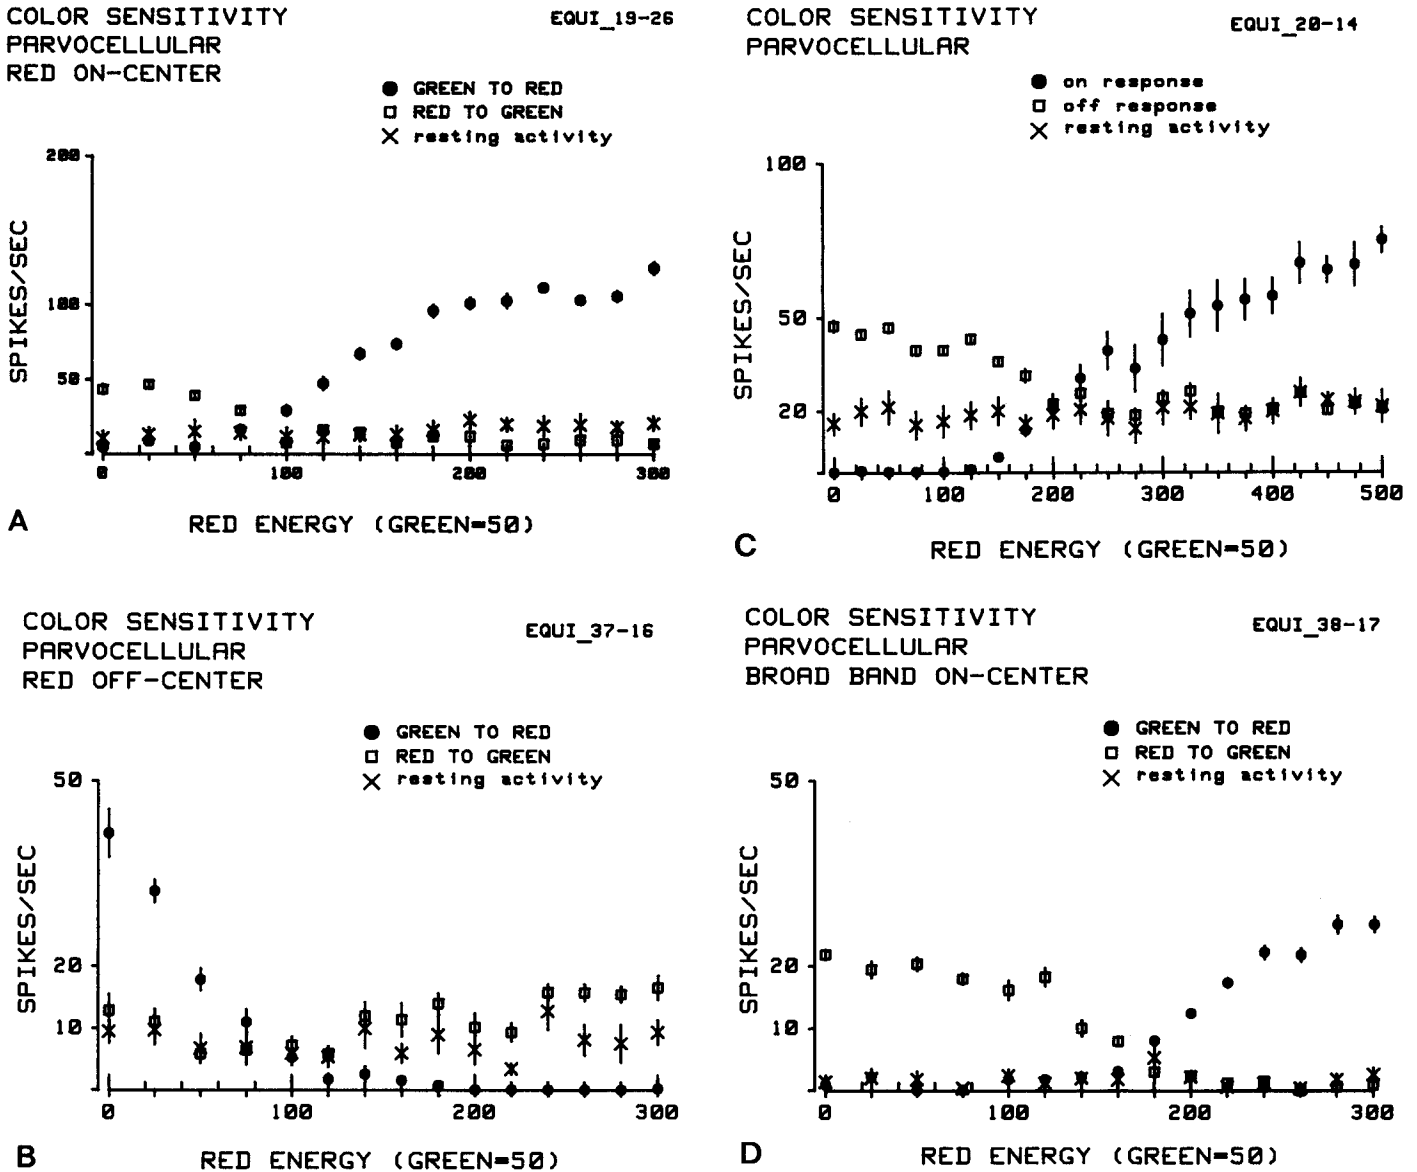 COLOR SENSITIVITY
PARVOCELLULAR
RED ON-CENTER
EQUI_19-26
GREEN TO RED
RED TO GREEN
resting activity
200
100
50
SPIKES/SEC
0 100 200 300
A
RED ENERGY (GREEN=50)
COLOR SENSITIVITY
PARVOCELLULAR
EQUI_20-14
on response
off response
resting activity
100
50
20
SPIKES/SEC
0 100 200 300 400 500
C
RED ENERGY (GREEN=50)
COLOR SENSITIVITY
PARVOCELLULAR
RED OFF-CENTER
EQUI_37-16
GREEN TO RED
RED TO GREEN
resting activity
50
20
10
SPIKES/SEC
0 100 200 300
B
RED ENERGY (GREEN=50)
COLOR SENSITIVITY
PARVOCELLULAR
BROAD BAND ON-CENTER
EQUI_38-17
GREEN TO RED
RED TO GREEN
resting activity
50
20
10
SPIKES/SEC
0 100 200 300
D
RED ENERGY (GREEN=50)